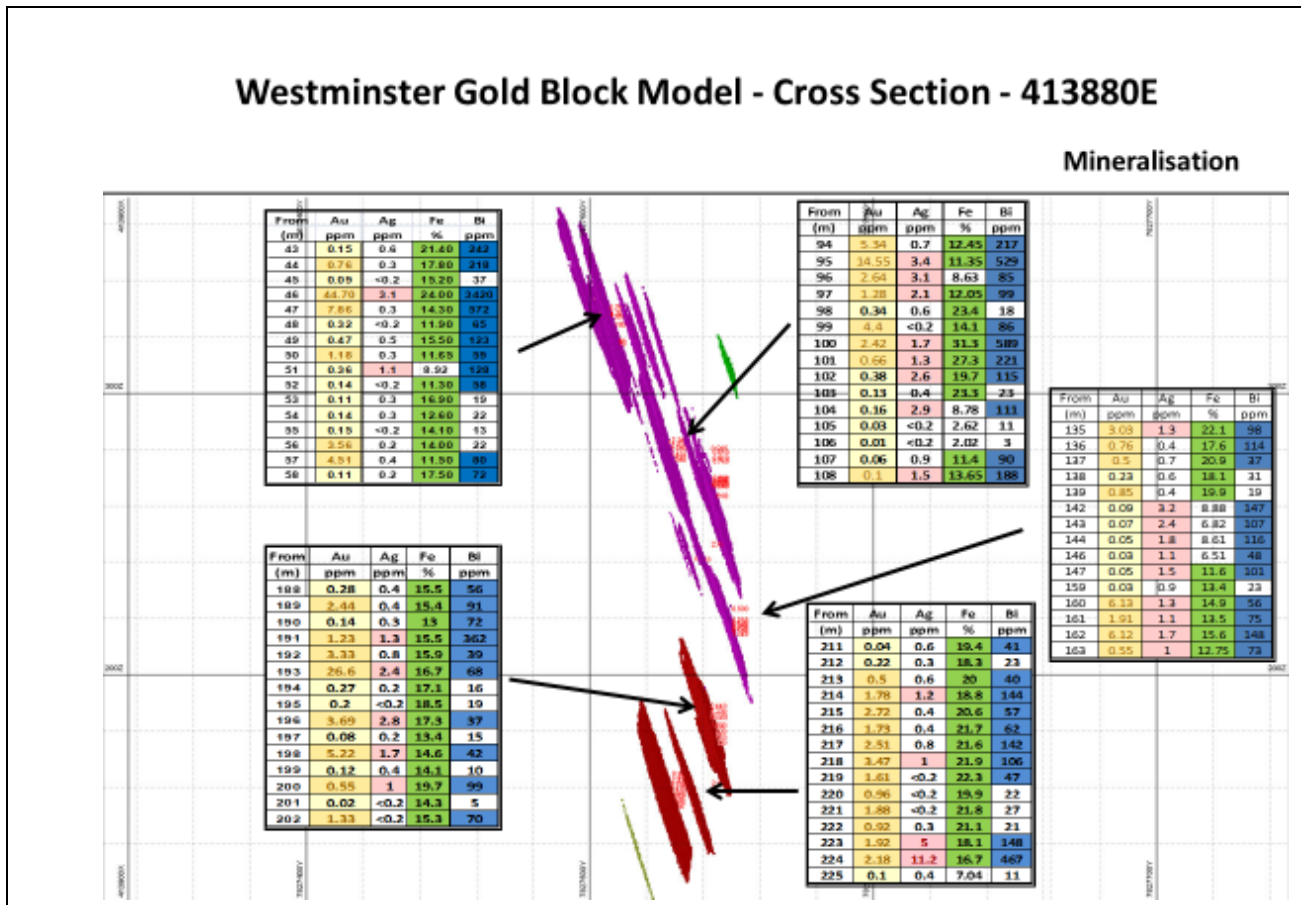 Westminster Gold Block Model - Cross Section - 413880E
Mineralisation
From Au Ag Fe Bi
(m) ppm ppm % ppm
43 0.15 0.6 21.40 242
44 0.76 0.3 17.80 218
45 0.09 <0.2 15.20 37
46 44.70 3.1 24.00 2420
47 7.86 0.3 14.30 572
48 0.32 <0.2 11.90 65
49 0.47 0.5 15.50 123
50 1.18 0.3 11.65 59
51 0.36 1.1 8.92 128
52 0.14 <0.2 11.30 58
53 0.11 0.3 16.90 19
54 0.14 0.3 12.60 22
55 0.15 <0.2 14.10 13
56 3.56 0.2 14.00 22
57 4.51 0.4 11.50 80
58 0.11 0.2 17.50 72
From Au Ag Fe Bi
(m) ppm ppm % ppm
94 5.34 0.7 12.45 217
95 14.55 3.4 11.35 529
96 2.64 3.1 8.63 85
97 1.28 2.1 12.05 99
98 0.34 0.6 23.4 18
99 4.4 <0.2 14.1 86
100 2.42 1.7 31.3 589
101 0.66 1.3 27.3 221
102 0.38 2.6 19.7 115
103 0.13 0.4 23.3 23
104 0.16 2.9 8.78 111
105 0.03 <0.2 2.62 11
106 0.01 <0.2 2.02 3
107 0.06 0.9 11.4 90
108 0.1 1.5 13.65 188
300Z
From Au Ag Fe Bi
(m) ppm ppm % ppm
135 3.03 1.3 22.1 98
136 0.76 0.4 17.6 114
137 0.5 0.7 20.9 37
138 0.23 0.6 18.1 31
139 0.85 0.4 19.9 19
142 0.09 3.2 8.88 147
143 0.07 2.4 6.82 107
144 0.05 1.8 8.61 116
146 0.03 1.1 6.51 48
147 0.05 1.5 11.6 101
159 0.03 0.9 13.4 23
160 6.13 1.3 14.9 56
161 1.91 1.1 13.5 75
162 6.12 1.7 15.6 148
163 0.55 1 12.75 73
From Au Ag Fe Bi
(m) ppm ppm % ppm
188 0.28 0.4 15.5 56
189 2.44 0.4 15.4 91
190 0.14 0.3 13 72
191 1.23 1.3 15.5 362
192 3.33 0.8 15.9 39
193 26.6 2.4 16.7 68
194 0.27 0.2 17.1 16
195 0.2 <0.2 18.5 19
196 3.69 2.8 17.3 37
197 0.08 0.2 13.4 15
198 5.22 1.7 14.6 42
199 0.12 0.4 14.1 10
200 0.55 1 19.7 99
201 0.02 <0.2 14.3 5
202 1.33 <0.2 15.3 70
200Z
200Z
From Au Ag Fe Bi
(m) ppm ppm % ppm
211 0.04 0.6 19.4 41
212 0.22 0.3 18.3 23
213 0.5 0.6 20 40
214 1.78 1.2 18.8 144
215 2.72 0.4 20.6 57
216 1.73 0.4 21.7 62
217 2.51 0.8 21.6 142
218 3.47 1 21.9 106
219 1.61 <0.2 22.3 47
220 0.96 <0.2 19.9 22
221 1.88 <0.2 21.8 27
222 0.92 0.3 21.1 21
223 1.92 5 18.1 148
224 2.18 11.2 16.7 467
225 0.1 0.4 7.04 11